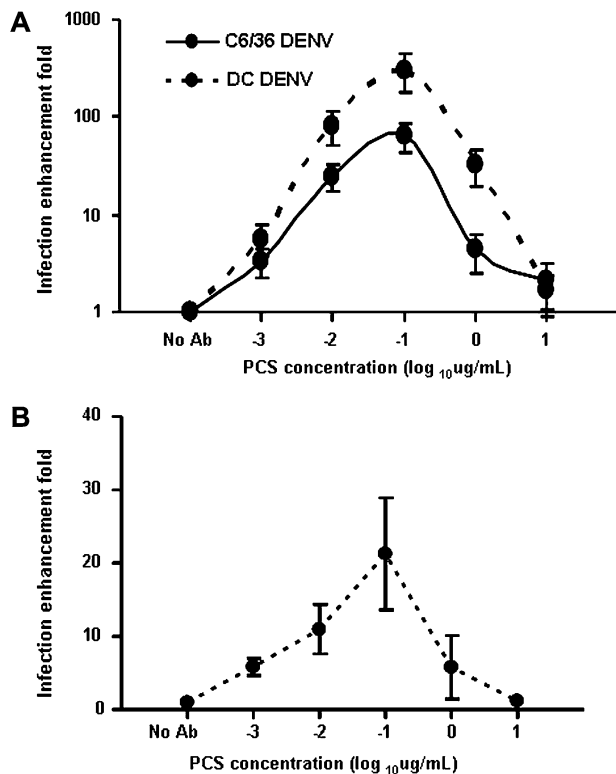 A
1000
100
10
1
Infection enhancement fold
C6/36 DENV
DC DENV
No Ab -3 -2 -1 0 1
PCS concentration (log 10ug/mL)
B
40
30
20
10
0
Infection enhancement fold
No Ab -3 -2 -1 0 1
PCS concentration (log 10ug/mL)